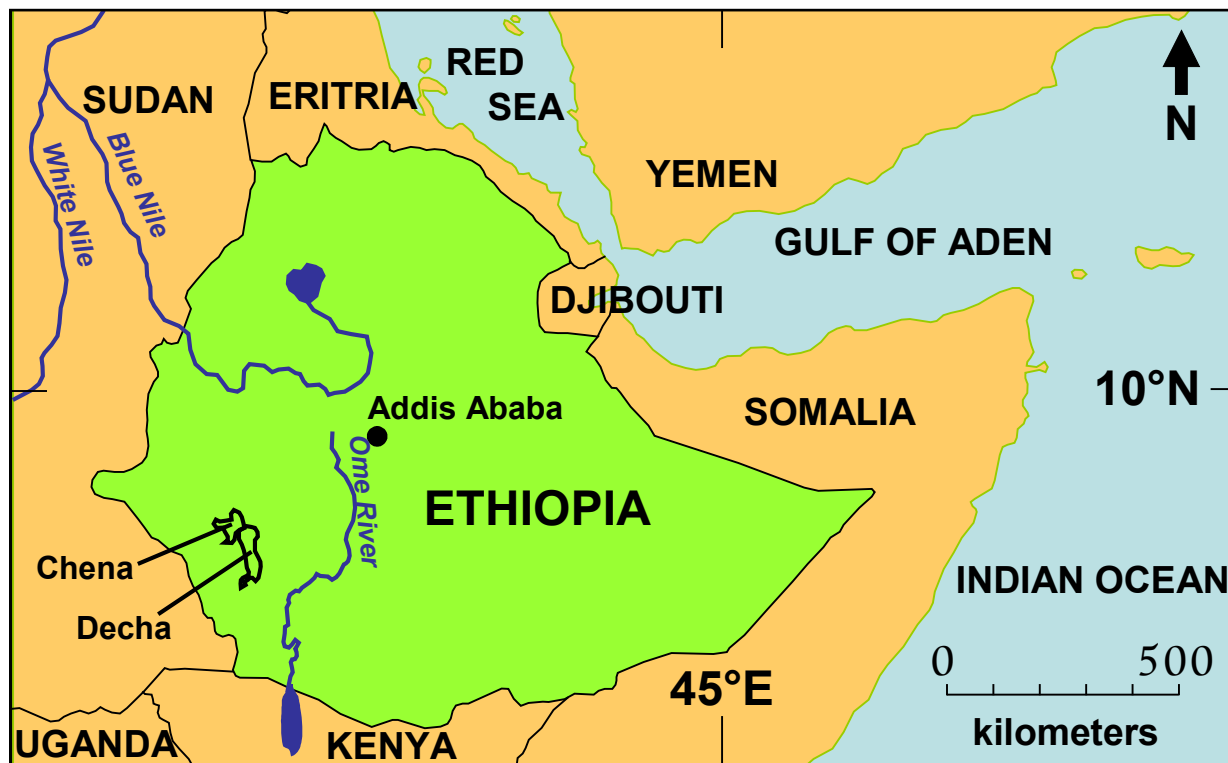 RED
SEA
N
SUDAN
ERITRIA
White Nile
Blue Nile
YEMEN
GULF OF ADEN
DJIBOUTI
10°N
SOMALIA
Addis Ababa
Ome River
ETHIOPIA
Chena
Decha
INDIAN OCEAN
0 500
kilometers
45°E
UGANDA
KENYA